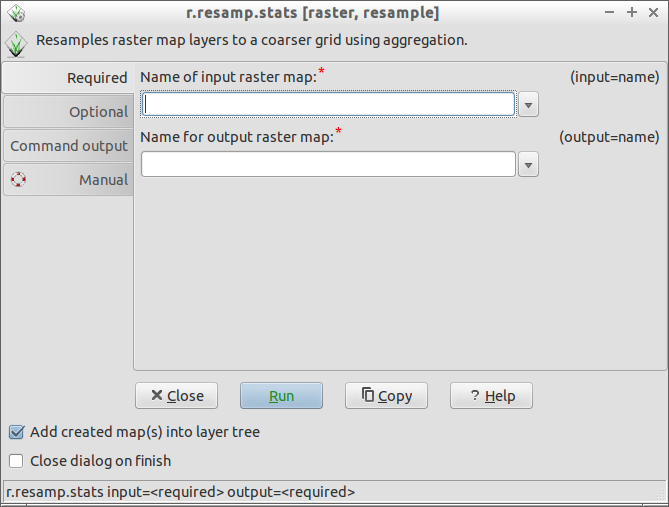 r.resamp.stats [raster, resample]
Resamples raster map layers to a coarser grid using aggregation.
Required
Optional
Command output
Manual
Name of input raster map:* (input=name)
Name for output raster map:* (output=name)
Close Run Copy ? Help
Add created map(s) into layer tree
Close dialog on finish
r.resamp.stats input=<required> output=<required>